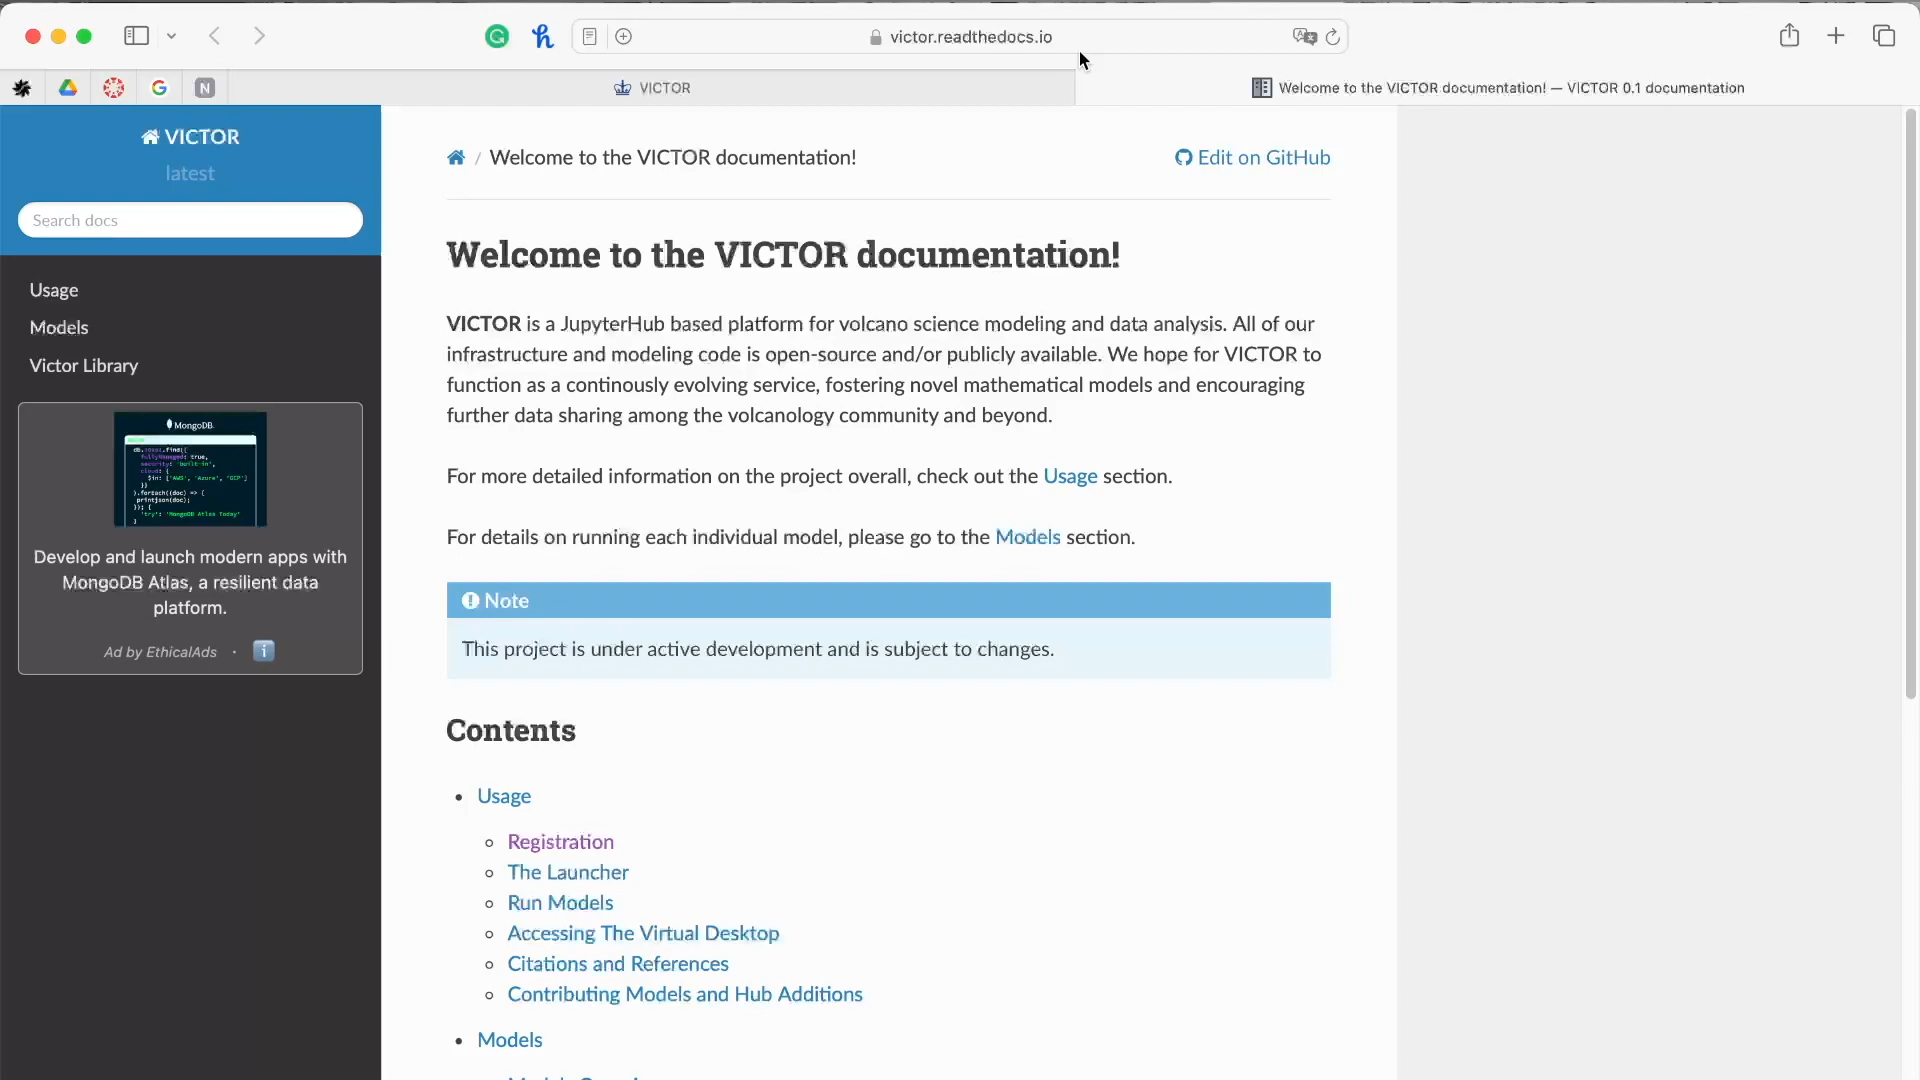 victor.readthedocs.io
N
VICTOR
Welcome to the VICTOR documentation! — VICTOR 0.1 documentation
VICTOR
latest
Search docs
Usage
Models
Victor Library
MongoDB.
Develop and launch modern apps with
MongoDB Atlas, a resilient data
platform.
Ad by EthicalAds ·
/ Welcome to the VICTOR documentation!
Edit on GitHub
Welcome to the VICTOR documentation!
VICTOR is a JupyterHub based platform for volcano science modeling and data analysis. All of our
infrastructure and modeling code is open-source and/or publicly available. We hope for VICTOR to
function as a continously evolving service, fostering novel mathematical models and encouraging
further data sharing among the volcanology community and beyond.
For more detailed information on the project overall, check out the Usage section.
For details on running each individual model, please go to the Models section.
Note
This project is under active development and is subject to changes.
Contents
Usage
Registration
The Launcher
Run Models
Accessing The Virtual Desktop
Citations and References
Contributing Models and Hub Additions
Models